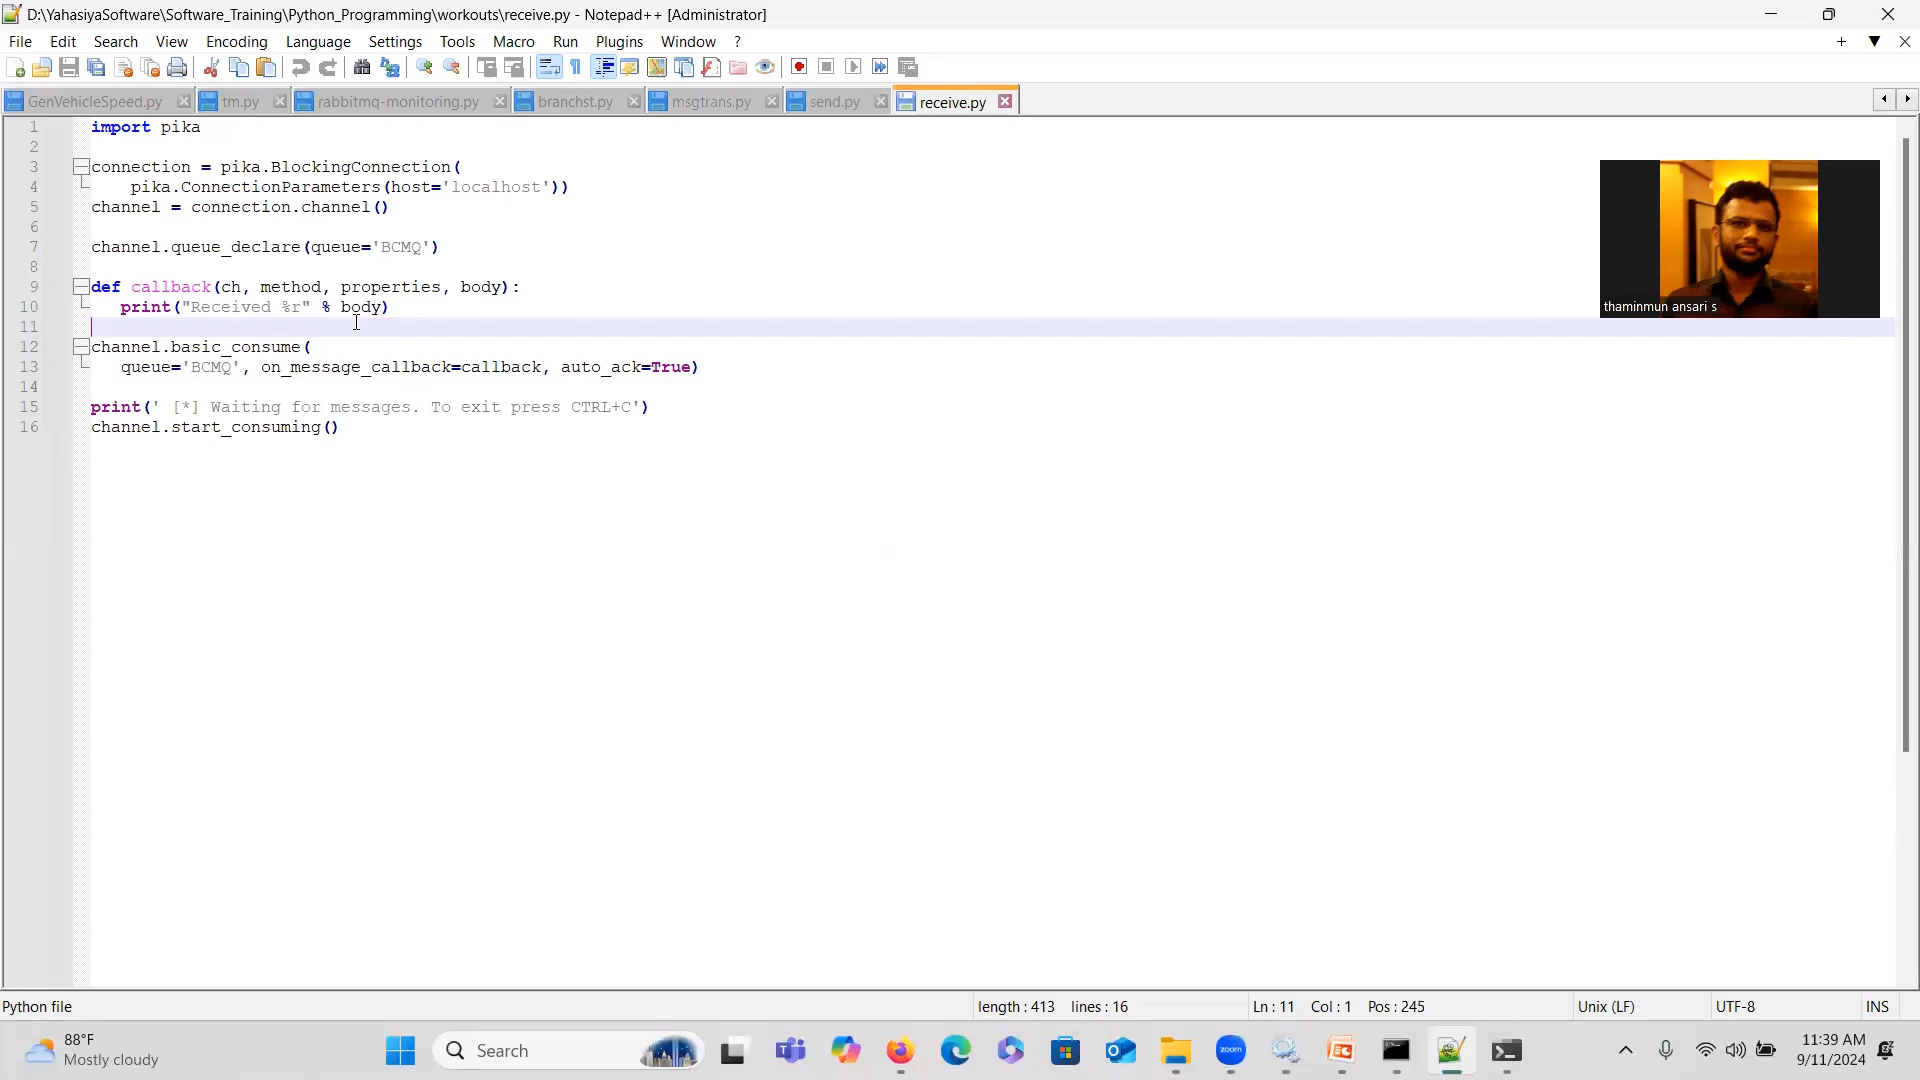 D:\YahasiyaSoftware\Software_Training\Python_Programming\workouts\receive.py - Notepad++ [Administrator]
File Edit Search View Encoding Language Settings Tools Macro Run Plugins Window ?
GenVehicleSpeed.py tm.py rabbitmq-monitoring.py branchst.py msgtrans.py send.py receive.py
1 import pika
2
3 connection = pika.BlockingConnection(
4 pika.ConnectionParameters(host='localhost'))
5 channel = connection.channel()
6
7 channel.queue_declare(queue='BCMQ')
8
9 def callback(ch, method, properties, body):
10 print("Received %r" % body)
11
12 channel.basic_consume(
13 queue='BCMQ', on_message_callback=callback, auto_ack=True)
14
15 print(' [*] Waiting for messages. To exit press CTRL+C')
16 channel.start_consuming()
thaminmun ansari s
Python file length : 413 lines : 16 Ln : 11 Col : 1 Pos : 245 Unix (LF) UTF-8 INS
88°F
Mostly cloudy
Search
zoom
11:39 AM
9/11/2024